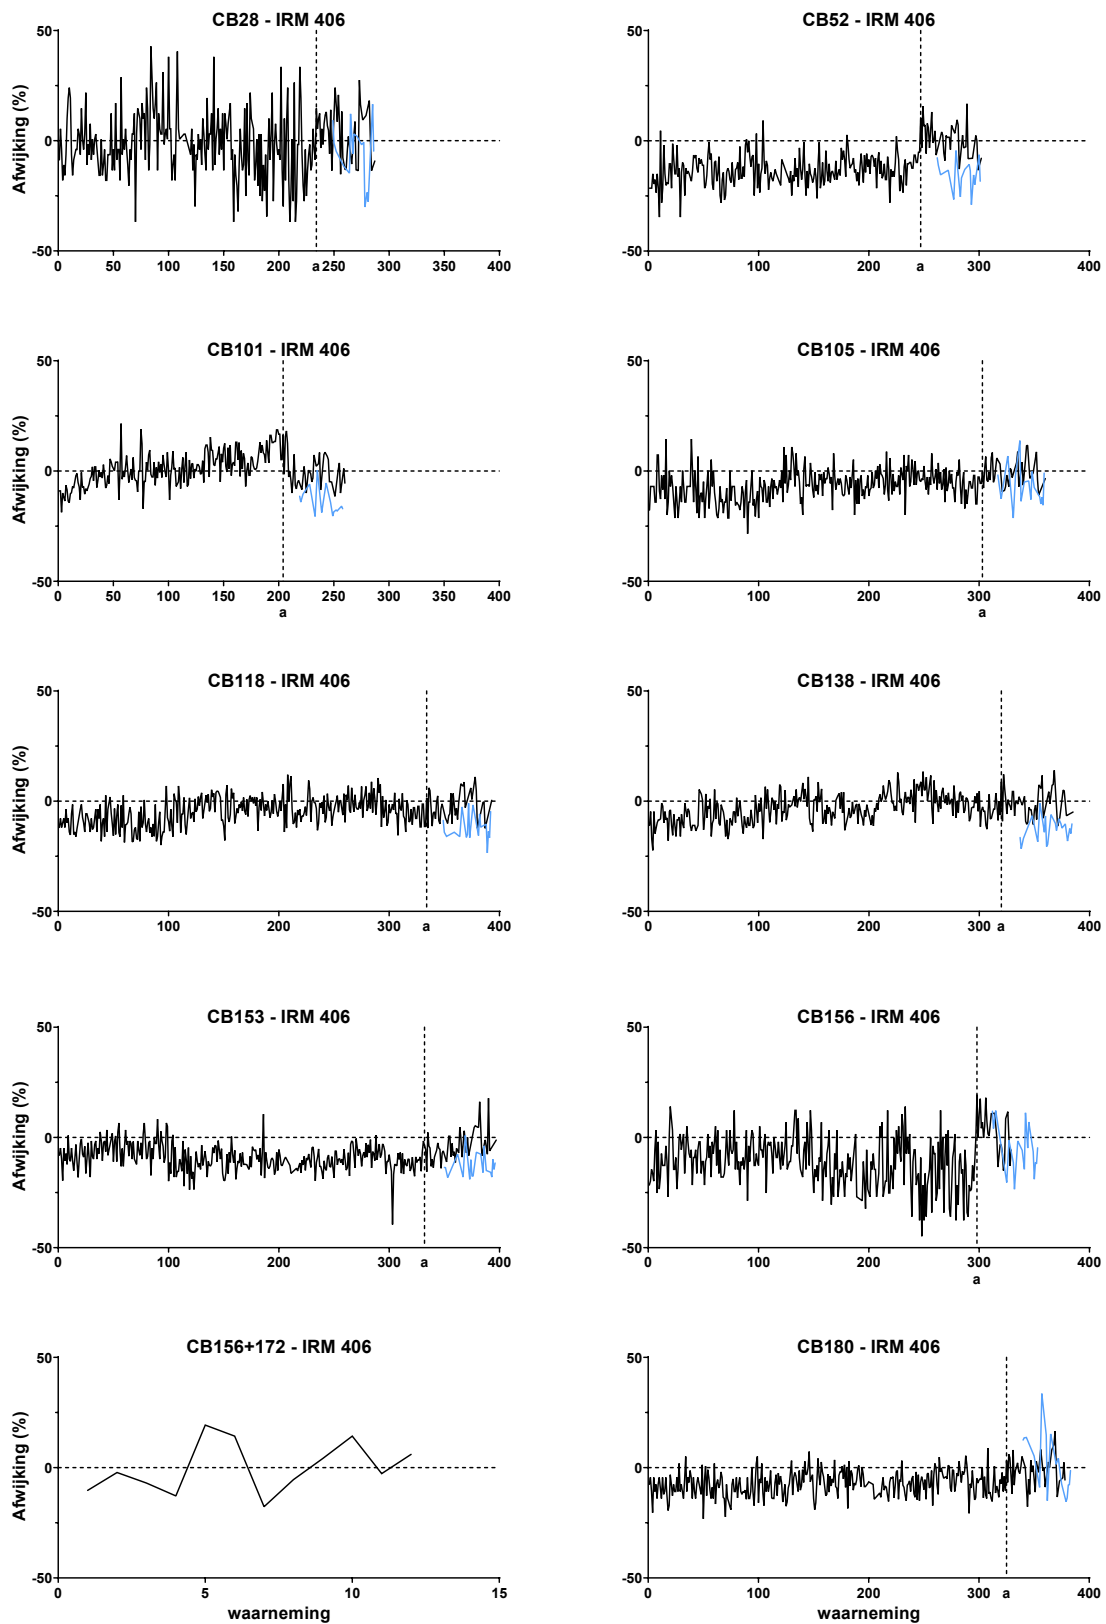 CB28 - IRM 406
CB52 - IRM 406
Afwijking (%)
50
0
-50
0 50 100 150 200 a 250 300 350 400
50
0
-50
0 100 200 a 300 400
CB101 - IRM 406
CB105 - IRM 406
Afwijking (%)
50
0
-50
0 50 100 150 200 250 300 350 400
a
50
0
-50
0 100 200 300 400
a
CB118 - IRM 406
CB138 - IRM 406
Afwijking (%)
50
0
-50
0 100 200 300 a 400
50
0
-50
0 100 200 300 a 400
CB153 - IRM 406
CB156 - IRM 406
Afwijking (%)
50
0
-50
0 100 200 300 a 400
50
0
-50
0 100 200 300 400
a
CB156+172 - IRM 406
CB180 - IRM 406
Afwijking (%)
50
0
-50
0 5 10 15
waarneming
50
0
-50
0 100 200 300 a 400
waarneming